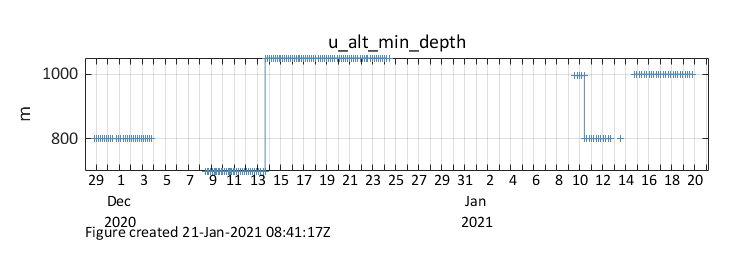 u_alt_min_depth
1000
800
m
29 1 3 5 7 9 11 13 15 17 19 21 23 25 27 29 31 2 4 6 8 10 12 14 16 18 20
Dec Jan
2020 2021
Figure created 21-Jan-2021 08:41:17Z